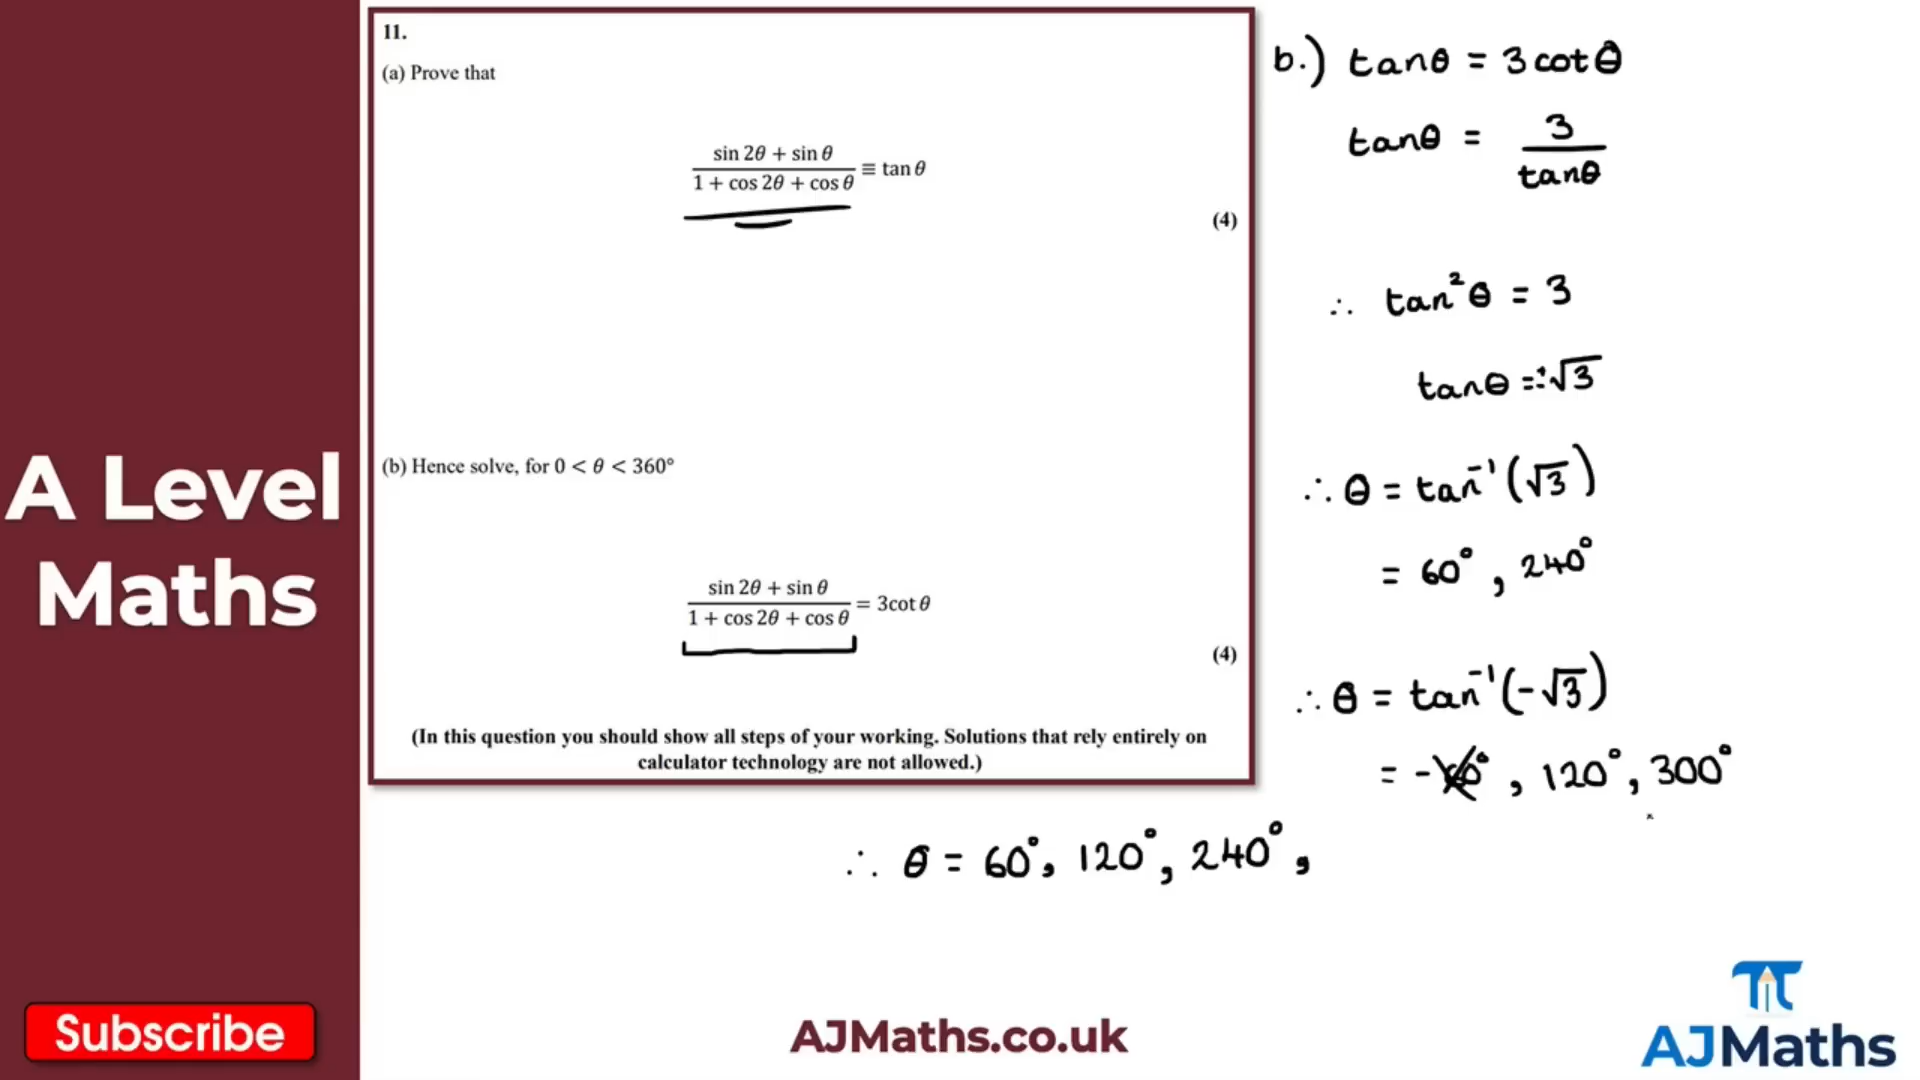 A Level
Maths
Subscribe
11.
(a) Prove that
sin 2θ + sin θ
1 + cos 2θ + cos θ
≡ tan θ
(4)
(b) Hence solve, for 0 < θ < 360°
sin 2θ + sin θ
1 + cos 2θ + cos θ
= 3cot θ
(4)
(In this question you should show all steps of your working. Solutions that rely entirely on
calculator technology are not allowed.)
b.) tanθ = 3cotθ
tanθ = 3
tanθ
∴ tan²θ = 3
tanθ = ±√3
∴ θ = tan⁻¹(√3)
= 60°, 240°
∴ θ = tan⁻¹(-√3)
= -60°, 120°, 300°
∴ θ = 60°, 120°, 240°,
AJMaths.co.uk
AJMaths